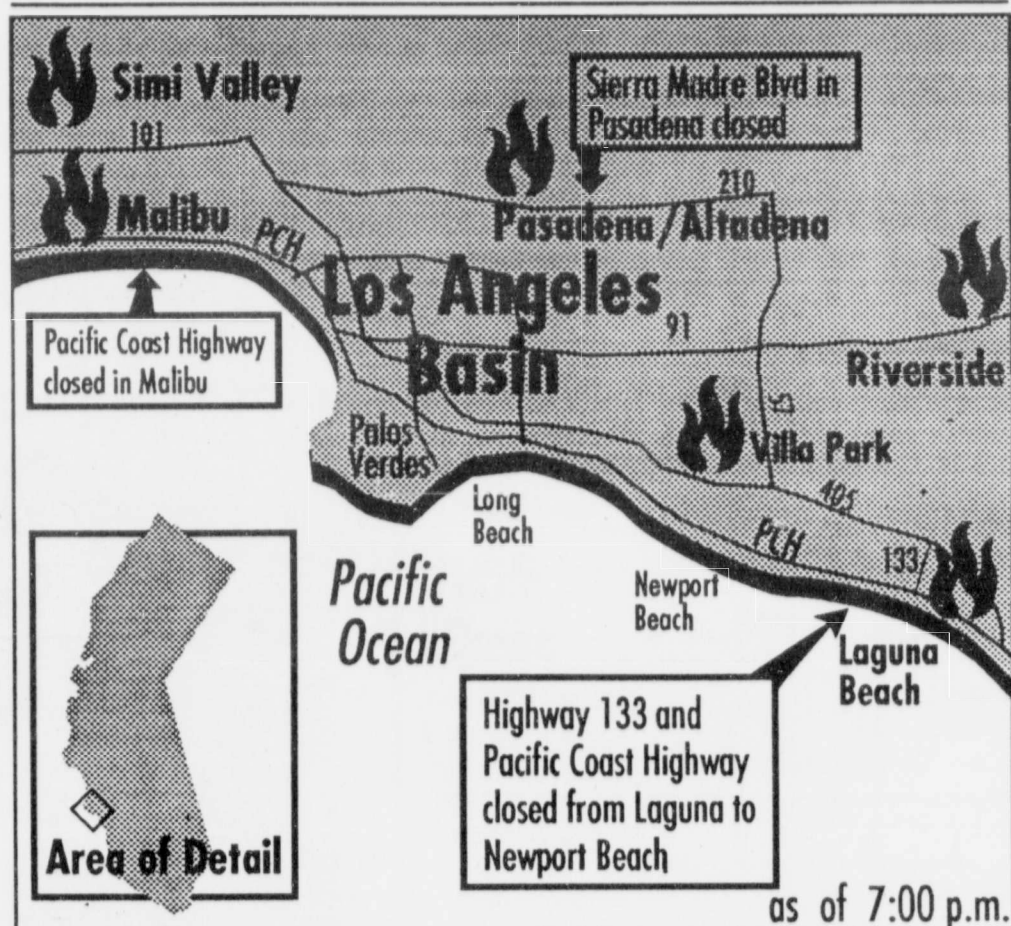 Simi Valley
101
Sierra Madre Blvd in
Pasadena closed
210
Malibu
PCH
Pasadena/Altadena
Los Angeles
Basin
91
Pacific Coast Highway
closed in Malibu
Riverside
15
Palos
Verdes
Villa Park
405
Long
Beach
PCH
133
Pacific
Ocean
Newport
Beach
Laguna
Beach
Highway 133 and
Pacific Coast Highway
closed from Laguna to
Newport Beach
Area of Detail
as of 7:00 p.m.